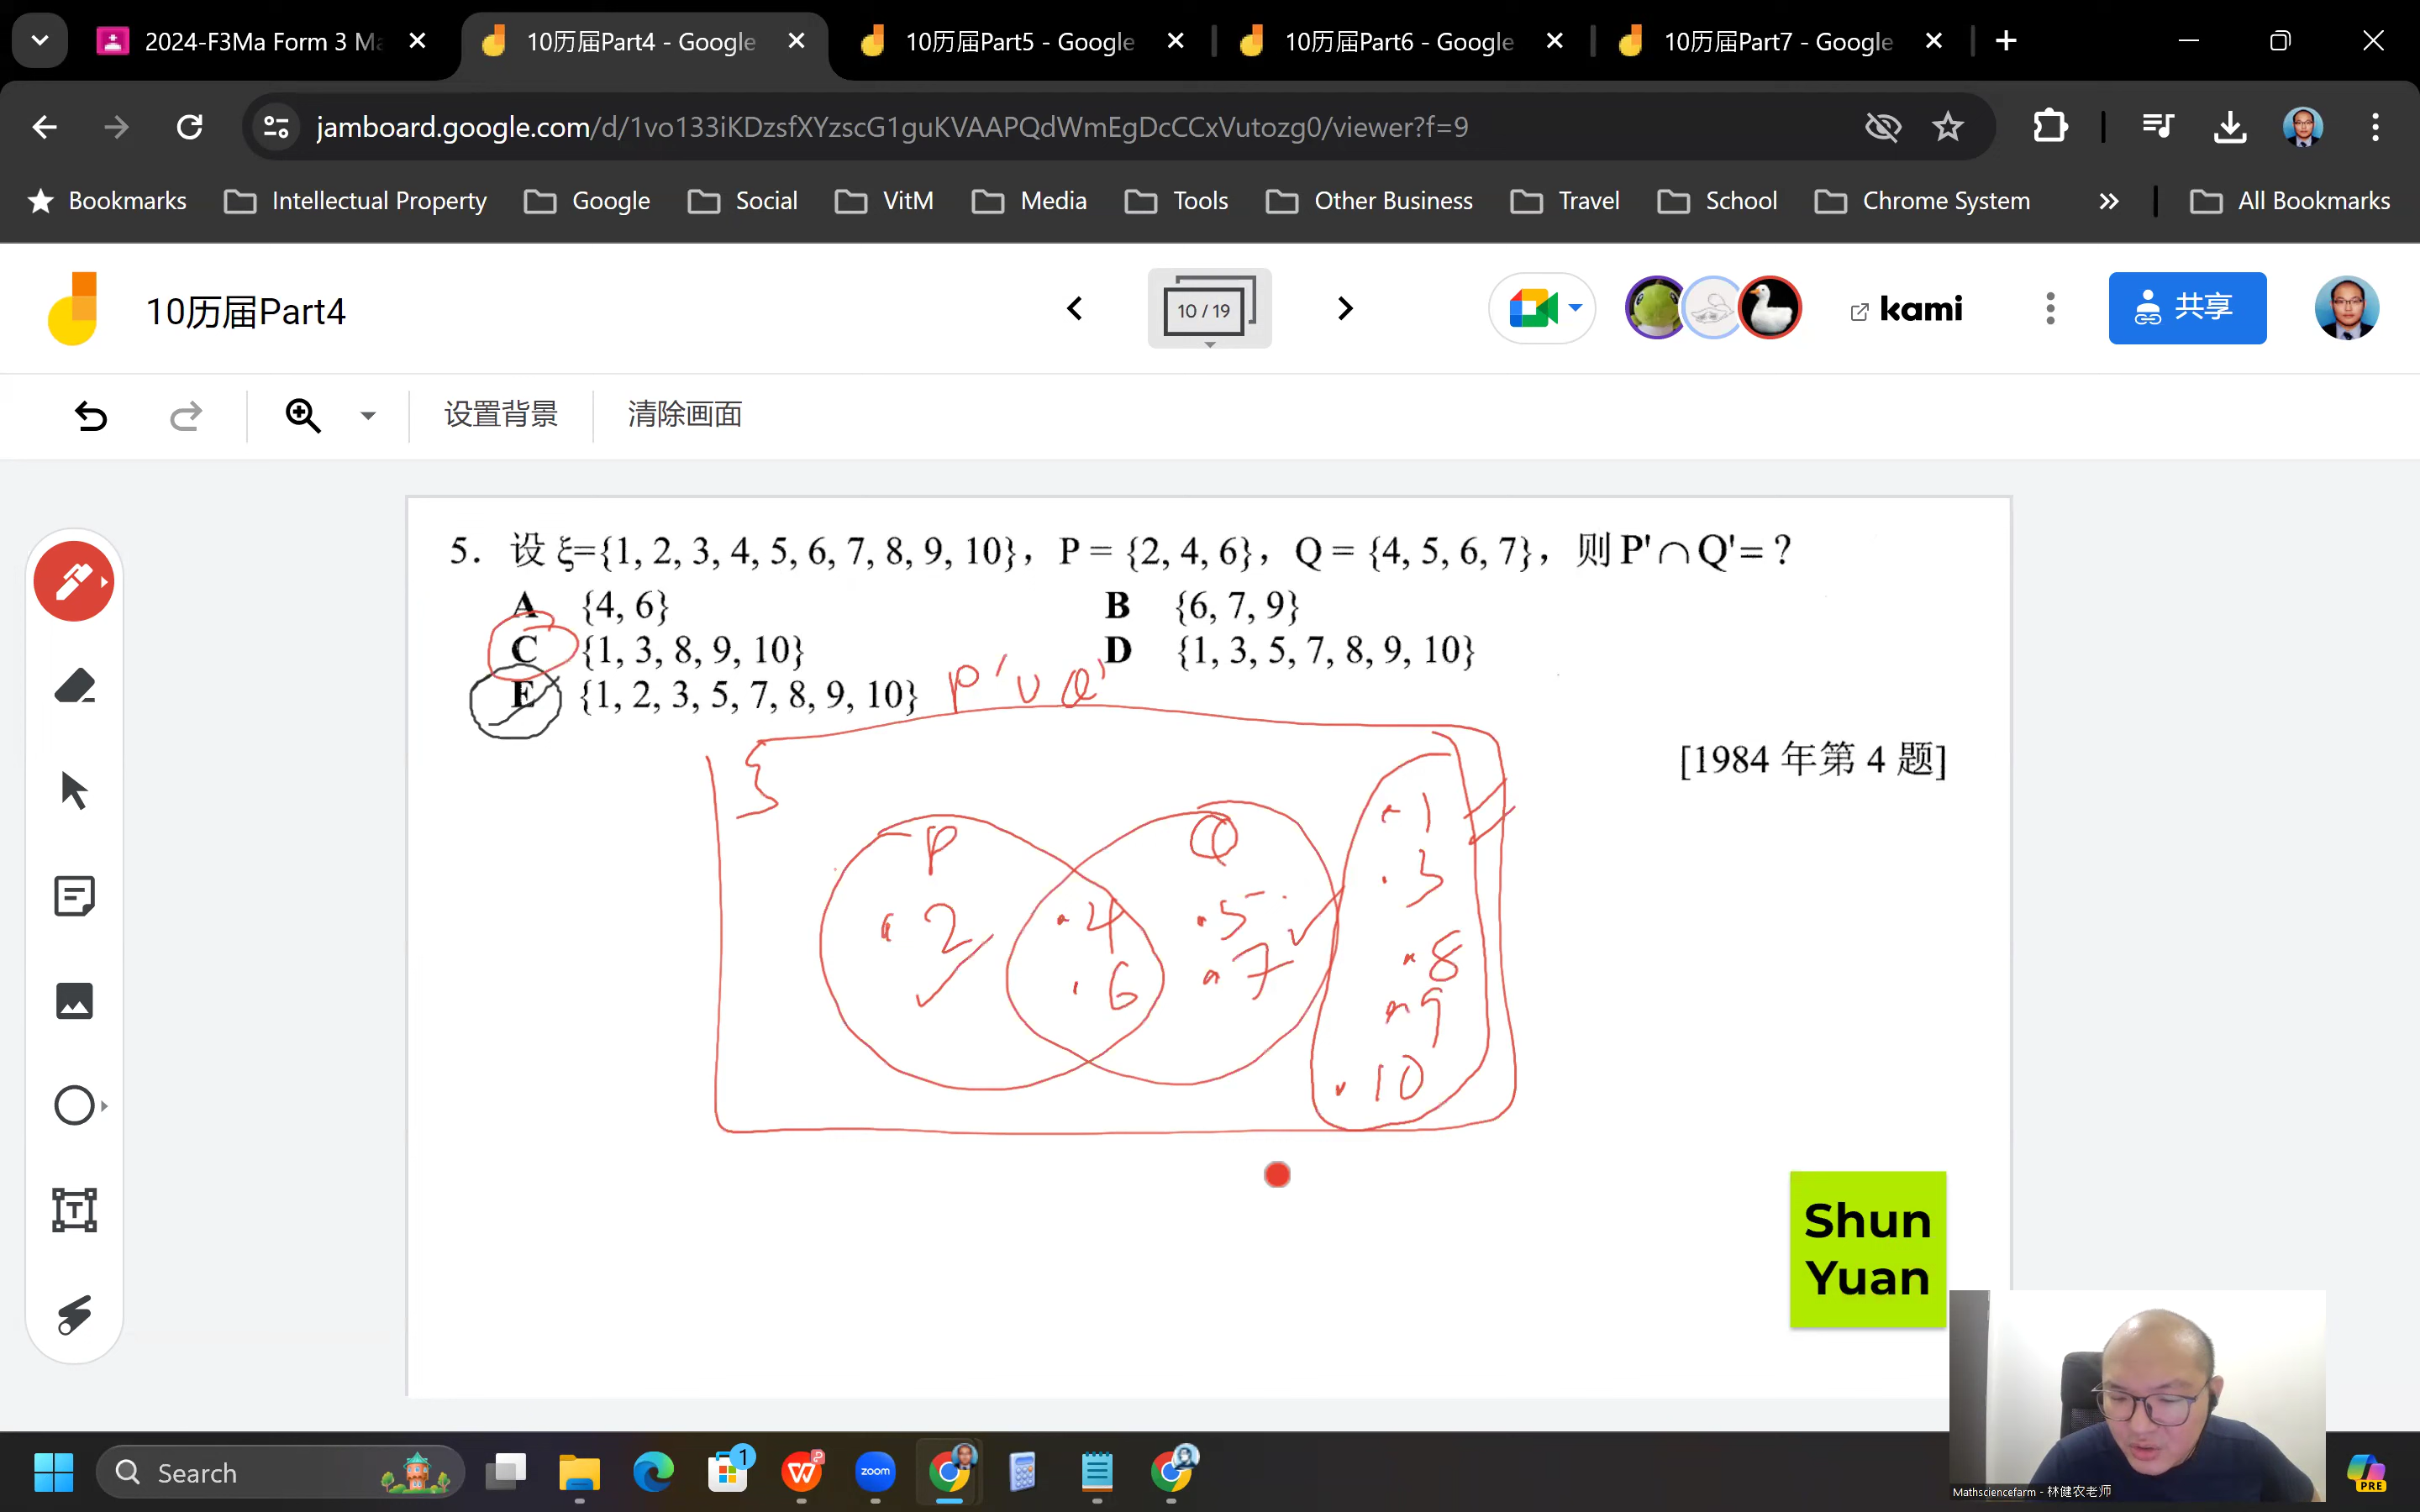 2024-F3Ma Form 3 Ma
10历届Part4 - Google
10历届Part5 - Google
10历届Part6 - Google
10历届Part7 - Google
jamboard.google.com/d/1vo133iKDzsfXYzscG1guKVAAPQdWmEgDcCCxVutozg0/viewer?f=9
Bookmarks Intellectual Property Google Social VitM Media Tools Other Business Travel School Chrome System » All Bookmarks
10历届Part4
10 / 19
kami
共享
设置背景 清除画面
5. 设 ξ={1, 2, 3, 4, 5, 6, 7, 8, 9, 10}，P = {2, 4, 6}，Q = {4, 5, 6, 7}，则 P'∩Q'= ?
A {4, 6} B {6, 7, 9}
C {1, 3, 8, 9, 10} D {1, 3, 5, 7, 8, 9, 10}
E {1, 2, 3, 5, 7, 8, 9, 10} P'∪Q'
[1984 年第 4 题]
ξ
P Q
1
3
2 4 5
6 7
8
9
10
Shun
Yuan
Mathsciencefarm - 林健农老师
Search
1
zoom
PRE